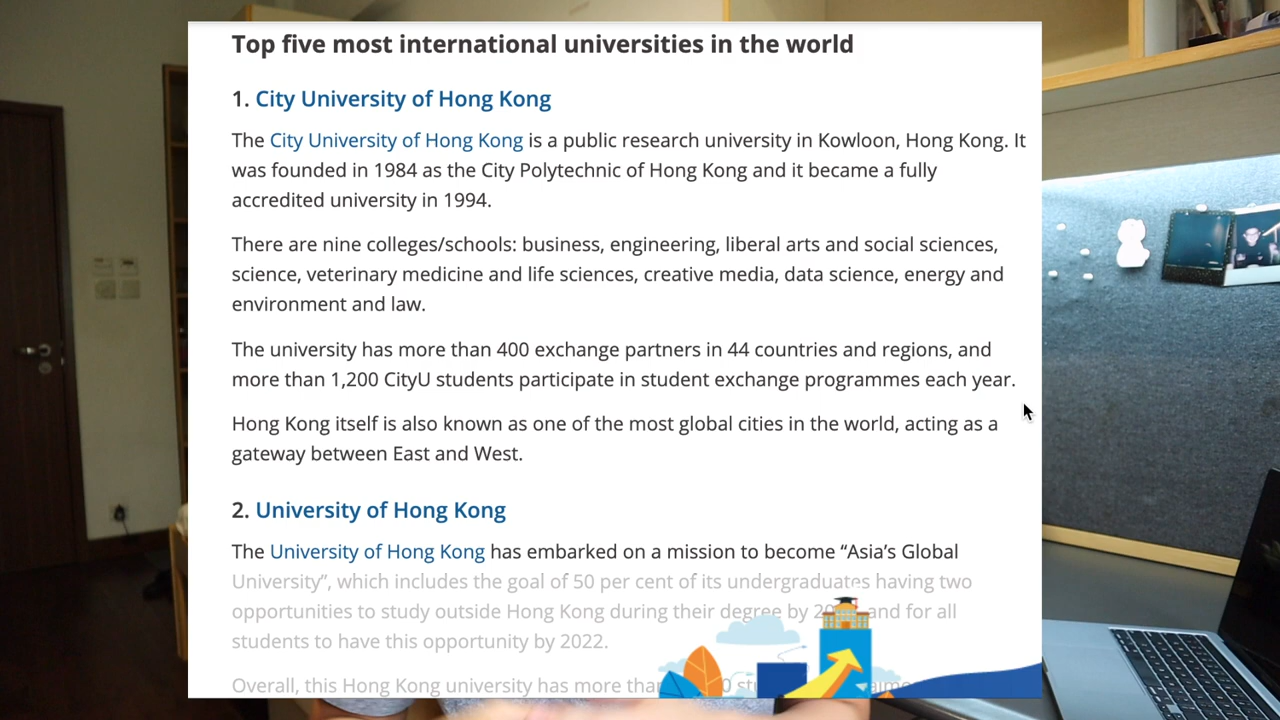 Top five most international universities in the world
1. City University of Hong Kong
The City University of Hong Kong is a public research university in Kowloon, Hong Kong. It
was founded in 1984 as the City Polytechnic of Hong Kong and it became a fully
accredited university in 1994.
There are nine colleges/schools: business, engineering, liberal arts and social sciences,
science, veterinary medicine and life sciences, creative media, data science, energy and
environment and law.
The university has more than 400 exchange partners in 44 countries and regions, and
more than 1,200 CityU students participate in student exchange programmes each year.
Hong Kong itself is also known as one of the most global cities in the world, acting as a
gateway between East and West.
2. University of Hong Kong
The University of Hong Kong has embarked on a mission to become “Asia’s Global
University”, which includes the goal of 50 per cent of its undergraduates having two
opportunities to study outside Hong Kong during their degree by and for all
students to have this opportunity by 2022.
Overall, this Hong Kong university has more